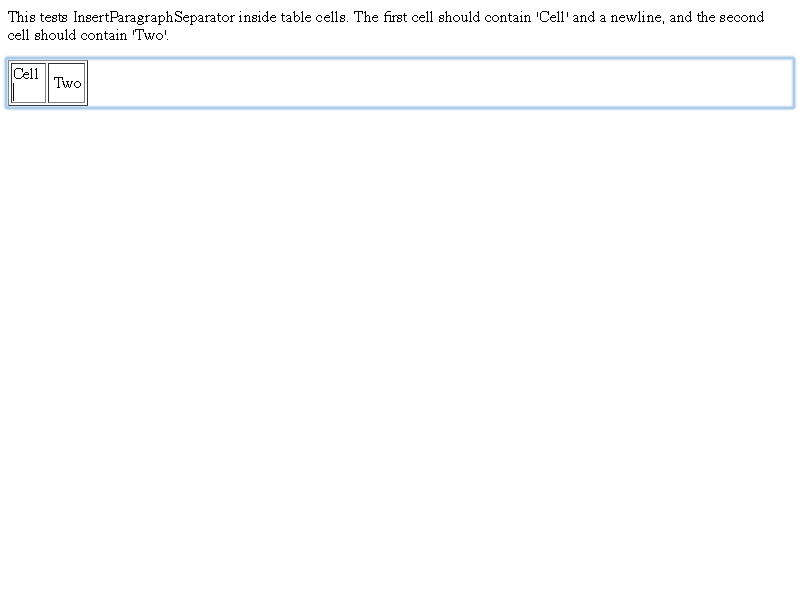 This tests InsertParagraphSeparator inside table cells. The first cell should contain 'Cell' and a newline, and the second
cell should contain 'Two'.
Cell
Two